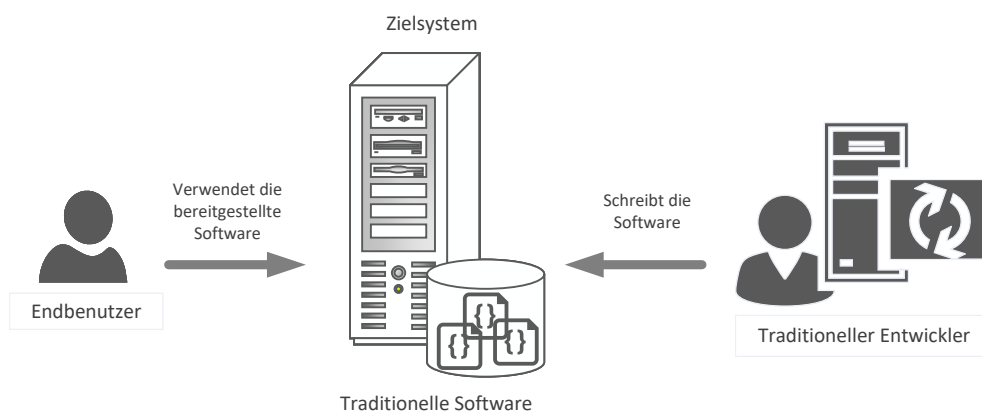 Zielsystem
Verwendet die
bereitgestellte
Software
Schreibt die
Software
Endbenutzer
Traditioneller Entwickler
Traditionelle Software
{}
{}
{}